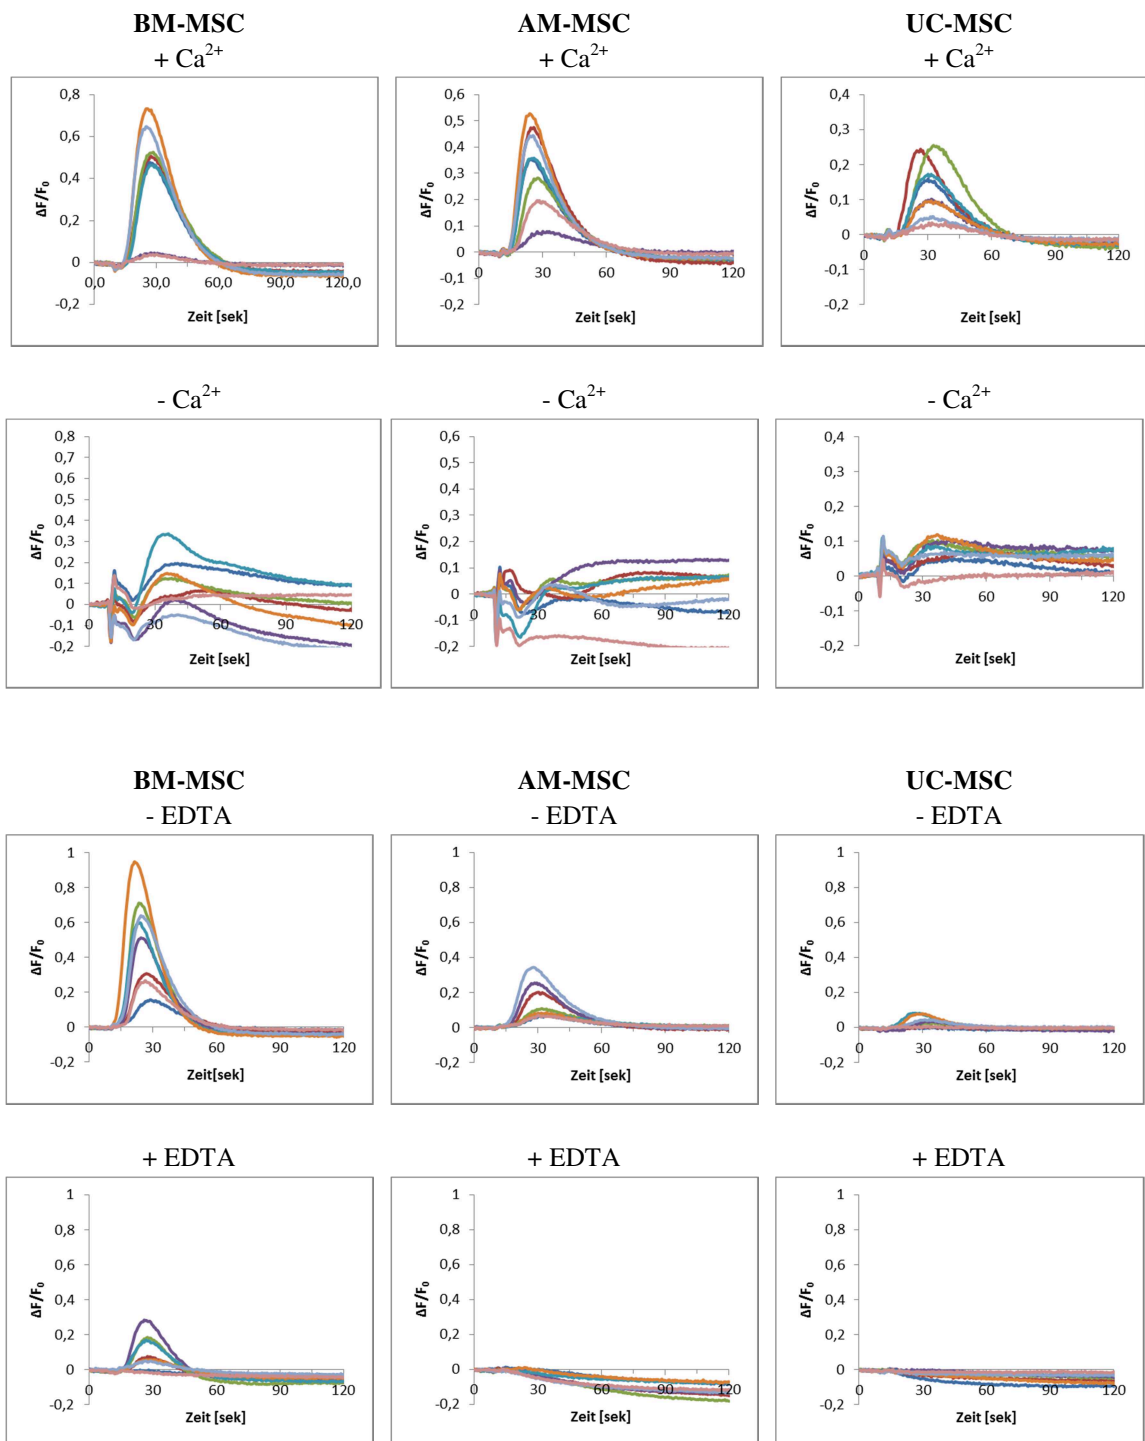 BM-MSC AM-MSC UC-MSC
+ Ca²⁺ + Ca²⁺ + Ca²⁺
0,8
0,6
0,4
0,2
0
-0,2
0,0 30,0 60,0 90,0 120,0
ΔF/F₀
Zeit [sek]
0,6
0,5
0,4
0,3
0,2
0,1
0
-0,1
-0,2
0 30 60 90 120
ΔF/F₀
Zeit [sek]
0,4
0,3
0,2
0,1
0
-0,1
-0,2
0 30 60 90 120
ΔF/F₀
Zeit [sek]
- Ca²⁺ - Ca²⁺ - Ca²⁺
0,8
0,7
0,6
0,5
0,4
0,3
0,2
0,1
0
-0,1
-0,2
0 30 60 90 120
ΔF/F₀
Zeit [sek]
0,6
0,5
0,4
0,3
0,2
0,1
0,0
-0,1
-0,2
0 30 60 90 120
ΔF/F₀
Zeit [sek]
0,4
0,3
0,2
0,1
0
-0,1
-0,2
0 30 60 90 120
ΔF/F₀
Zeit [sek]
BM-MSC AM-MSC UC-MSC
- EDTA - EDTA - EDTA
1
0,8
0,6
0,4
0,2
0
-0,2
0 30 60 90 120
ΔF/F₀
Zeit[sek]
1
0,8
0,6
0,4
0,2
0
-0,2
0 30 60 90 120
ΔF/F₀
Zeit [sek]
1
0,8
0,6
0,4
0,2
0
-0,2
0 30 60 90 120
ΔF/F₀
Zeit [sek]
+ EDTA + EDTA + EDTA
1
0,8
0,6
0,4
0,2
0
-0,2
0 30 60 90 120
ΔF/F₀
Zeit [sek]
1
0,8
0,6
0,4
0,2
0
-0,2
0 30 60 90 120
ΔF/F₀
Zeit [sek]
1
0,8
0,6
0,4
0,2
0
-0,2
0 30 60 90 120
ΔF/F₀
Zeit [sek]